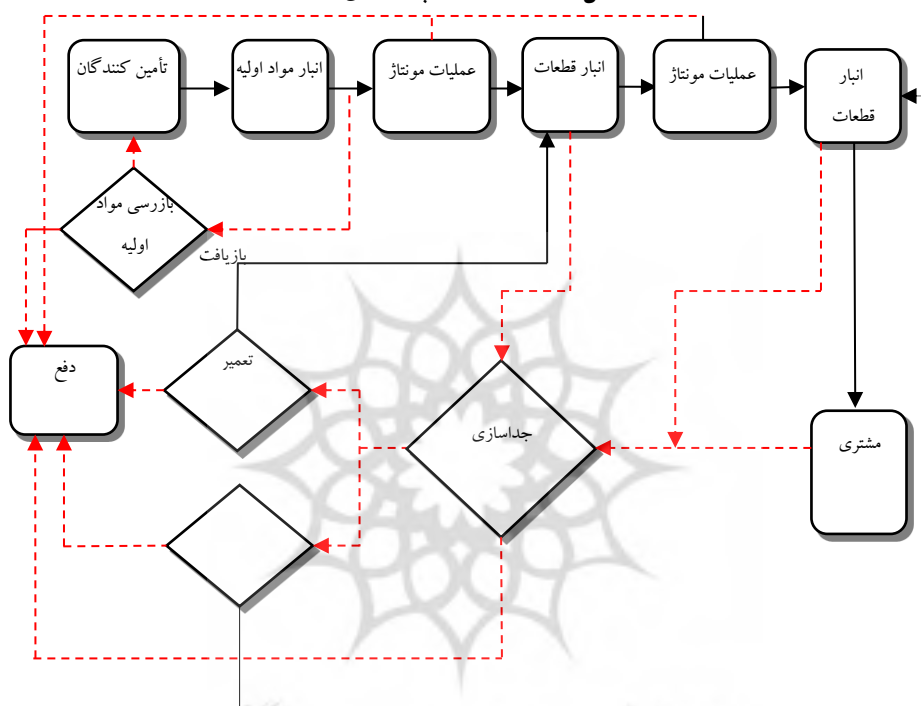 تأمین کنندگان
انبار مواد اولیه
عملیات مونتاژ
انبار قطعات
عملیات مونتاژ
انبار
قطعات
بازرسی مواد
اولیه
بازیافت
تعمیر
دفع
جداسازی
مشتری